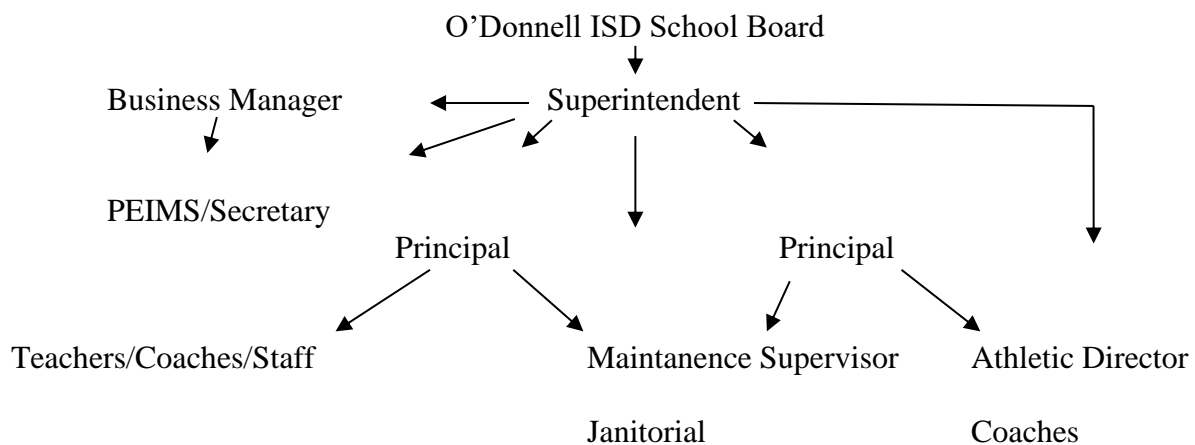 O’Donnell ISD School Board
Business Manager
Superintendent
PEIMS/Secretary
Principal
Principal
Teachers/Coaches/Staff
Maintanence Supervisor
Athletic Director
Janitorial
Coaches